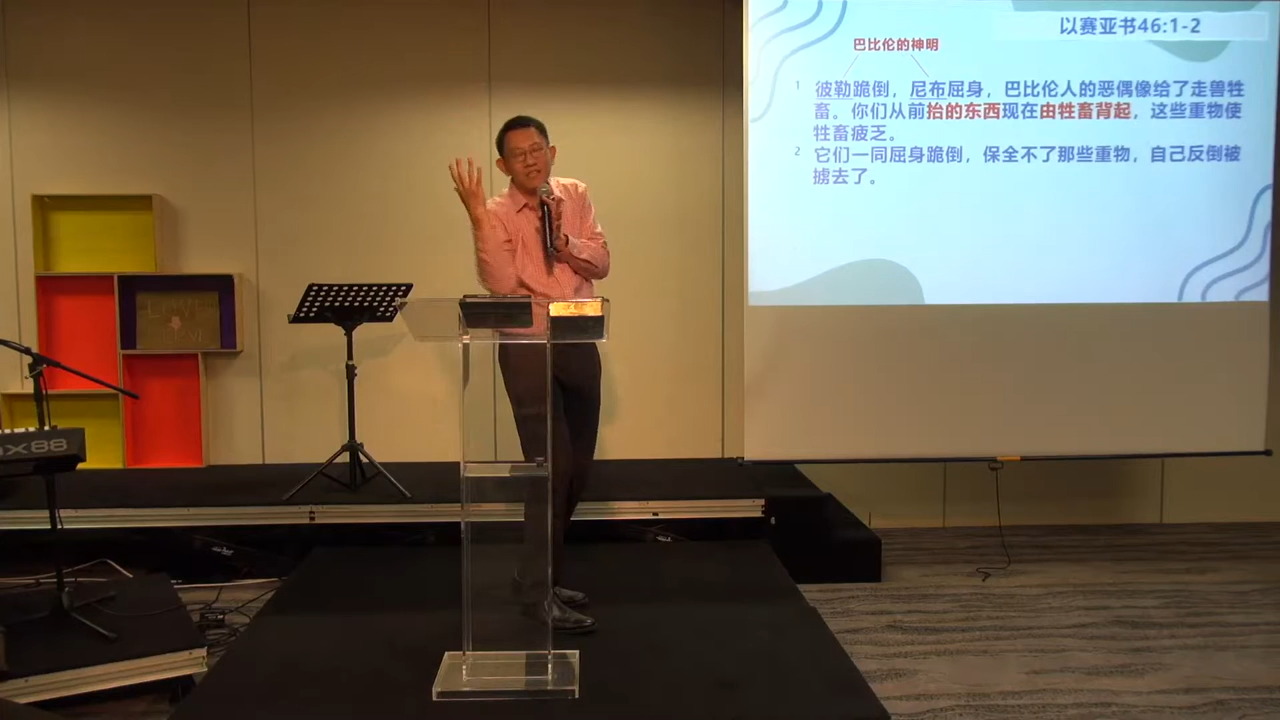 以赛亚书46:1-2
巴比伦的神明
1 彼勒跪倒，尼布屈身，巴比伦人的恶偶像给了走兽牲
畜。你们从前抬的东西现在由牲畜背起，这些重物使
牲畜疲乏。
2 它们一同屈身跪倒，保全不了那些重物，自己反倒被
掳去了。
LOVE
X88